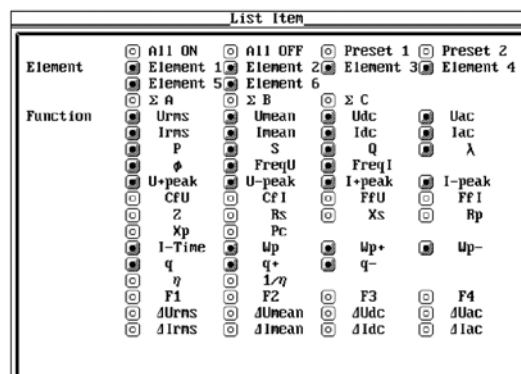 List Item
All ON All OFF Preset 1 Preset 2
Element Element 1 Element 2 Element 3 Element 4
Element 5 Element 6
Σ A Σ B Σ C
Function Urms Umean Udc Uac
Irms Imean Idc Iac
P S Q λ
ϕ FreqU FreqI
U+peak U-peak I+peak I-peak
CfU CfI FfU FfI
Z Rs Xs Rp
Xp Pc
I-Time Wp Wp+ Wp-
q q+ q-
η 1/η
F1 F2 F3 F4
ΔUrms ΔUmean ΔUdc ΔUac
ΔIrms ΔImean ΔIdc ΔIac